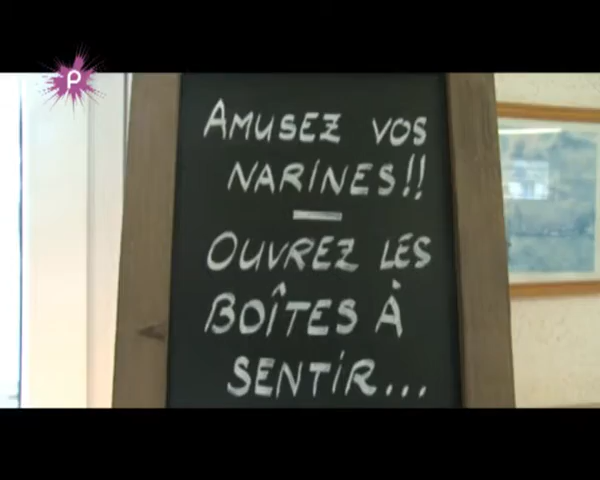 P
AMUSEZ VOS
NARINES!!
OUVREZ LES
BOÎTES À
SENTIR...